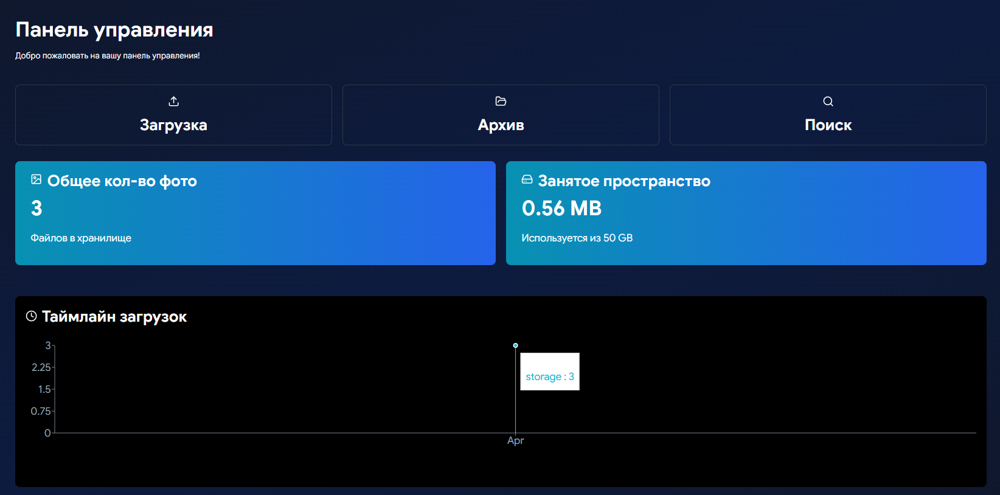 Панель управления
Добро пожаловать на вашу панель управления!
Загрузка
Архив
Поиск
Общее кол-во фото
3
Файлов в хранилище
Занятое пространство
0.56 MB
Используется из 50 GB
Таймлайн загрузок
3
2.25
1.5
0.75
0
storage : 3
Apr